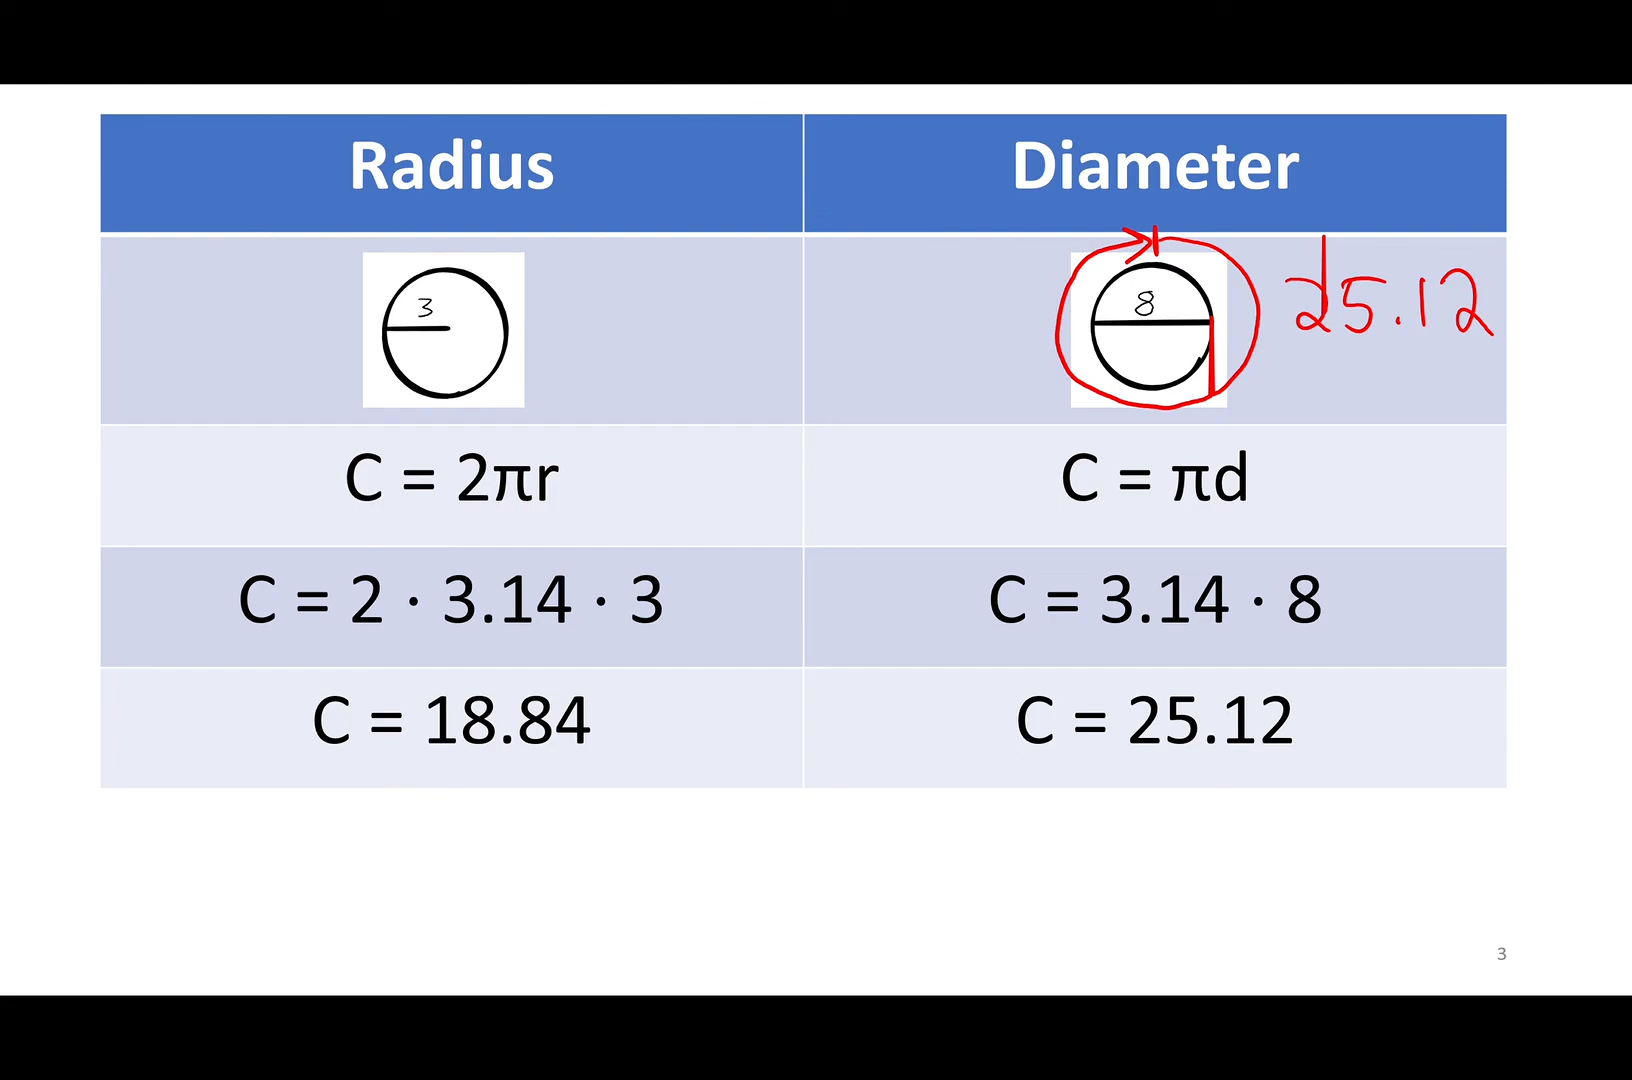 Radius Diameter
3 8 25.12
C = 2πr C = πd
C = 2 · 3.14 · 3 C = 3.14 · 8
C = 18.84 C = 25.12
3